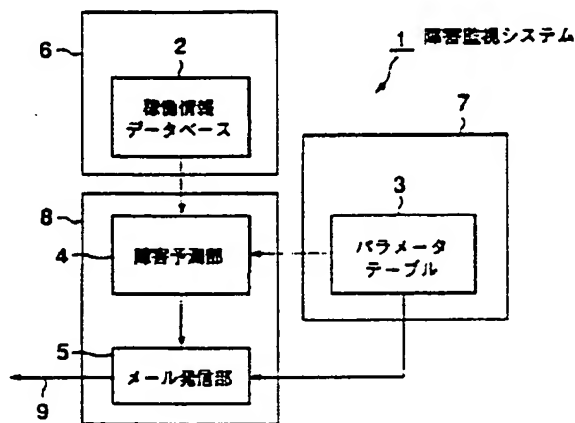 1 障害監視システム
6
2
稼働情報
データベース
7
8
3
4
障害予測部
パラメータ
テーブル
5
メール発信部
9